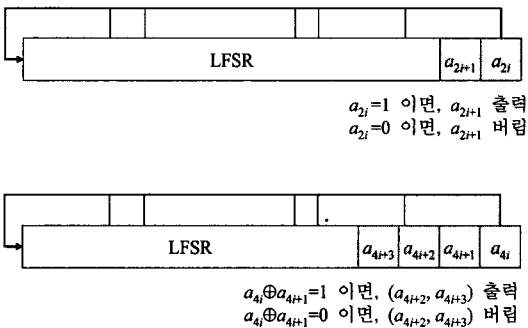 LFSR a₂ᵢ₊₁ a₂ᵢ
a₂ᵢ=1 이면, a₂ᵢ₊₁ 출력
a₂ᵢ=0 이면, a₂ᵢ₊₁ 버림
LFSR a₄ᵢ₊₃ a₄ᵢ₊₂ a₄ᵢ₊₁ a₄ᵢ
a₄ᵢ⊕a₄ᵢ₊₁=1 이면, (a₄ᵢ₊₂, a₄ᵢ₊₃) 출력
a₄ᵢ⊕a₄ᵢ₊₁=0 이면, (a₄ᵢ₊₂, a₄ᵢ₊₃) 버림